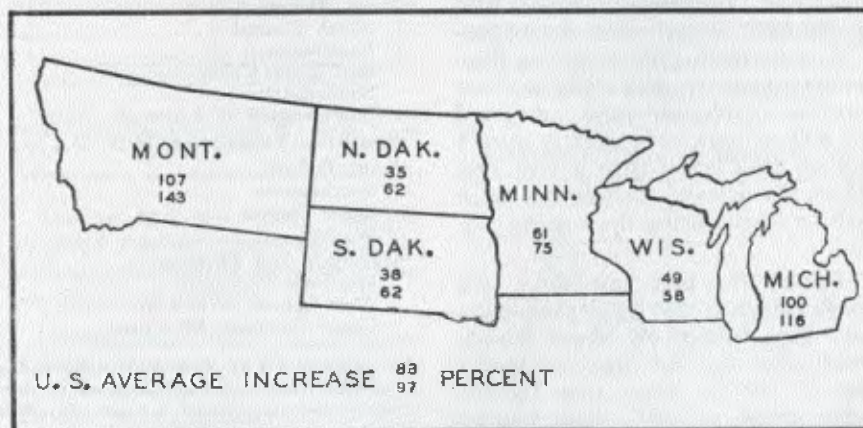 MONT.
107
143
N. DAK.
35
62
S. DAK.
38
62
MINN.
61
75
WIS.
49
58
MICH.
100
116
U. S. AVERAGE INCREASE 83 97 PERCENT